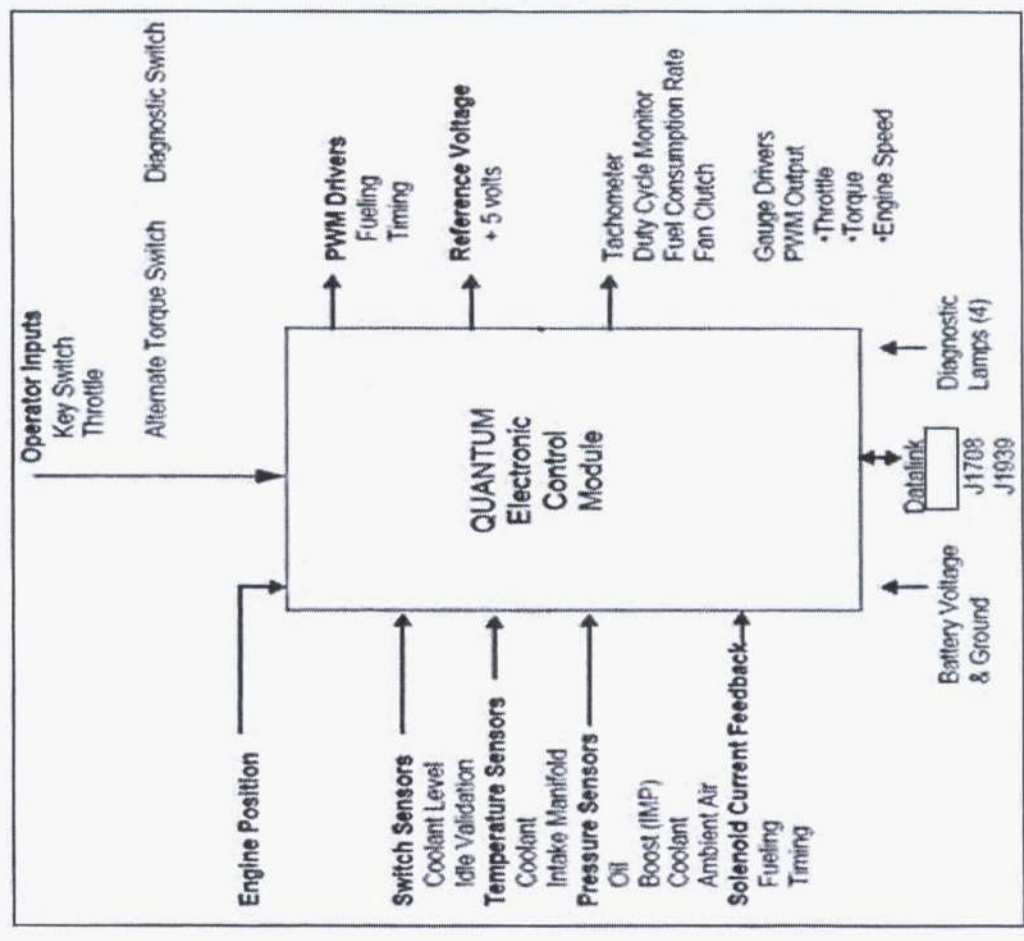 Operator Inputs
Key Switch
Throttle
Alternate Torque Switch
Diagnostic Switch
Engine Position
Switch Sensors
Coolant Level
Idle Validation
Temperature Sensors
Coolant
Intake Manifold
Pressure Sensors
Oil
Boost (IMP)
Coolant
Ambient Air
Solenoid Current Feedback
Fueling
Timing
QUANTUM
Electronic
Control
Module
PWM Drivers
Fueling
Timing
Reference Voltage
+ 5 volts
Tachometer
Duty Cycle Monitor
Fuel Consumption Rate
Fan Clutch
Gauge Drivers
PWM Output
•Throttle
•Torque
•Engine Speed
Battery Voltage
& Ground
Datalink
J1708
J1939
Diagnostic
Lamps (4)